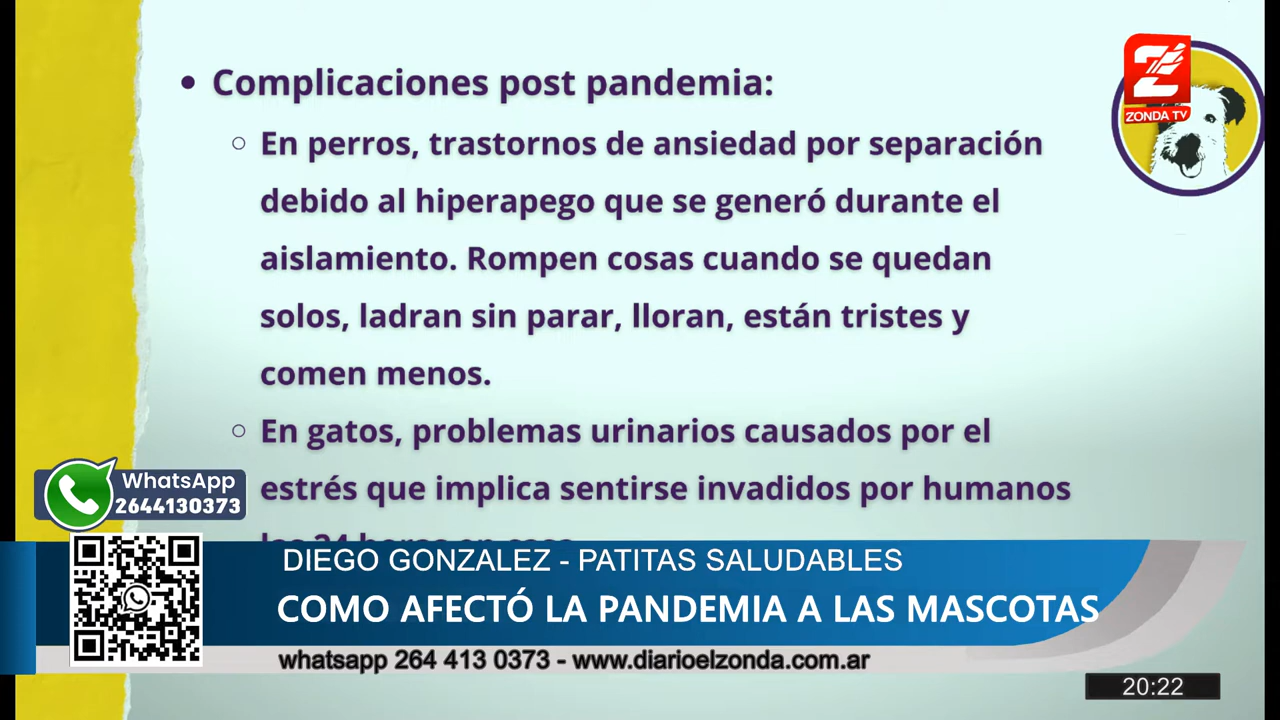 Complicaciones post pandemia:
En perros, trastornos de ansiedad por separación
debido al hiperapego que se generó durante el
aislamiento. Rompen cosas cuando se quedan
solos, ladran sin parar, lloran, están tristes y
comen menos.
En gatos, problemas urinarios causados por el
estrés que implica sentirse invadidos por humanos
Z
ZONDA TV
WhatsApp
2644130373
DIEGO GONZALEZ - PATITAS SALUDABLES
COMO AFECTÓ LA PANDEMIA A LAS MASCOTAS
whatsapp 264 413 0373 - www.diarioelzonda.com.ar
20:22